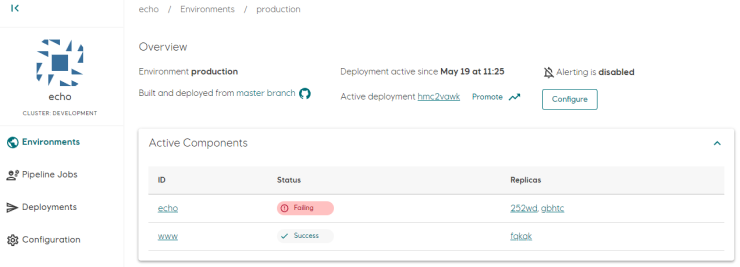 echo / Environments / production
echo
CLUSTER: DEVELOPMENT
Environments
Pipeline Jobs
Deployments
Configuration
Overview
Environment production
Deployment active since May 19 at 11:25
Alerting is disabled
Built and deployed from master branch
Active deployment hmc2vawk Promote
Configure
Active Components
ID Status Replicas
echo Failing 252wd, gbhtc
www Success fqkqk